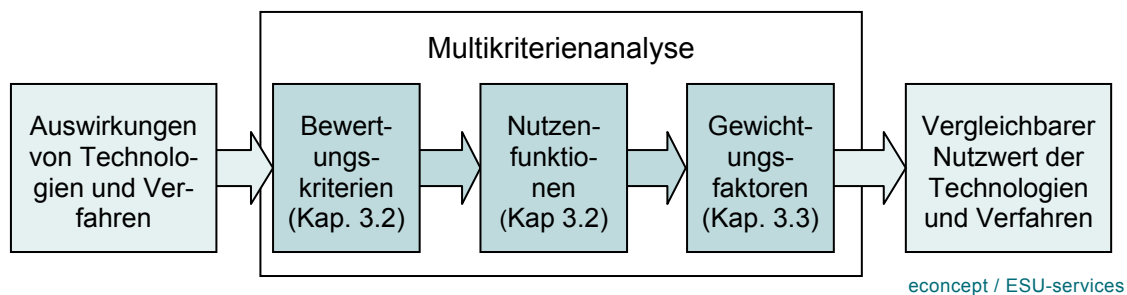 Multikriterienanalyse
Auswirkungen
von Technolo-
gien und Ver-
fahren
Bewert-
ungs-
kriterien
(Kap. 3.2)
Nutzen-
funktio-
nen
(Kap 3.2)
Gewicht-
ungs-
faktoren
(Kap. 3.3)
Vergleichbarer
Nutzwert der
Technologien
und Verfahren
econcept / ESU-services